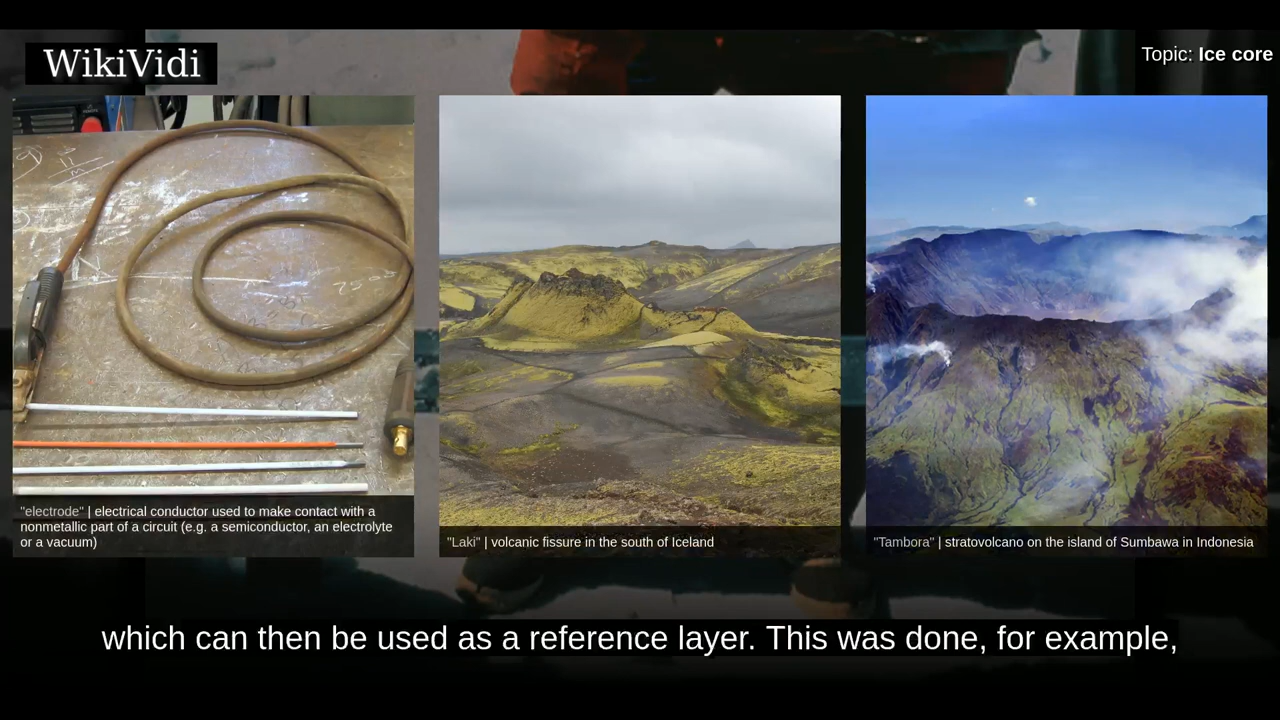 WikiVidi
Topic: Ice core
"electrode" | electrical conductor used to make contact with a
nonmetallic part of a circuit (e.g. a semiconductor, an electrolyte
or a vacuum)
"Laki" | volcanic fissure in the south of Iceland
"Tambora" | stratovolcano on the island of Sumbawa in Indonesia
which can then be used as a reference layer. This was done, for example,